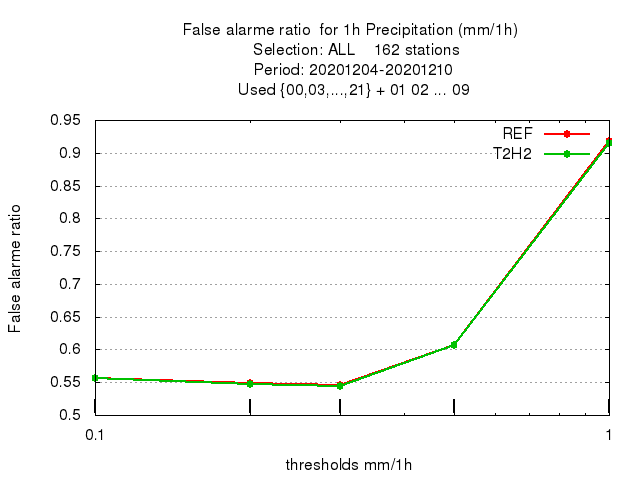 False alarme ratio  for 1h Precipitation (mm/1h)
Selection: ALL    162 stations
Period: 20201204-20201210
Used {00,03,...,21} + 01 02 ... 09
REF
T2H2
0.95
0.9
0.85
0.8
0.75
0.7
0.65
0.6
0.55
0.5
False alarme ratio
0.1
1
thresholds mm/1h